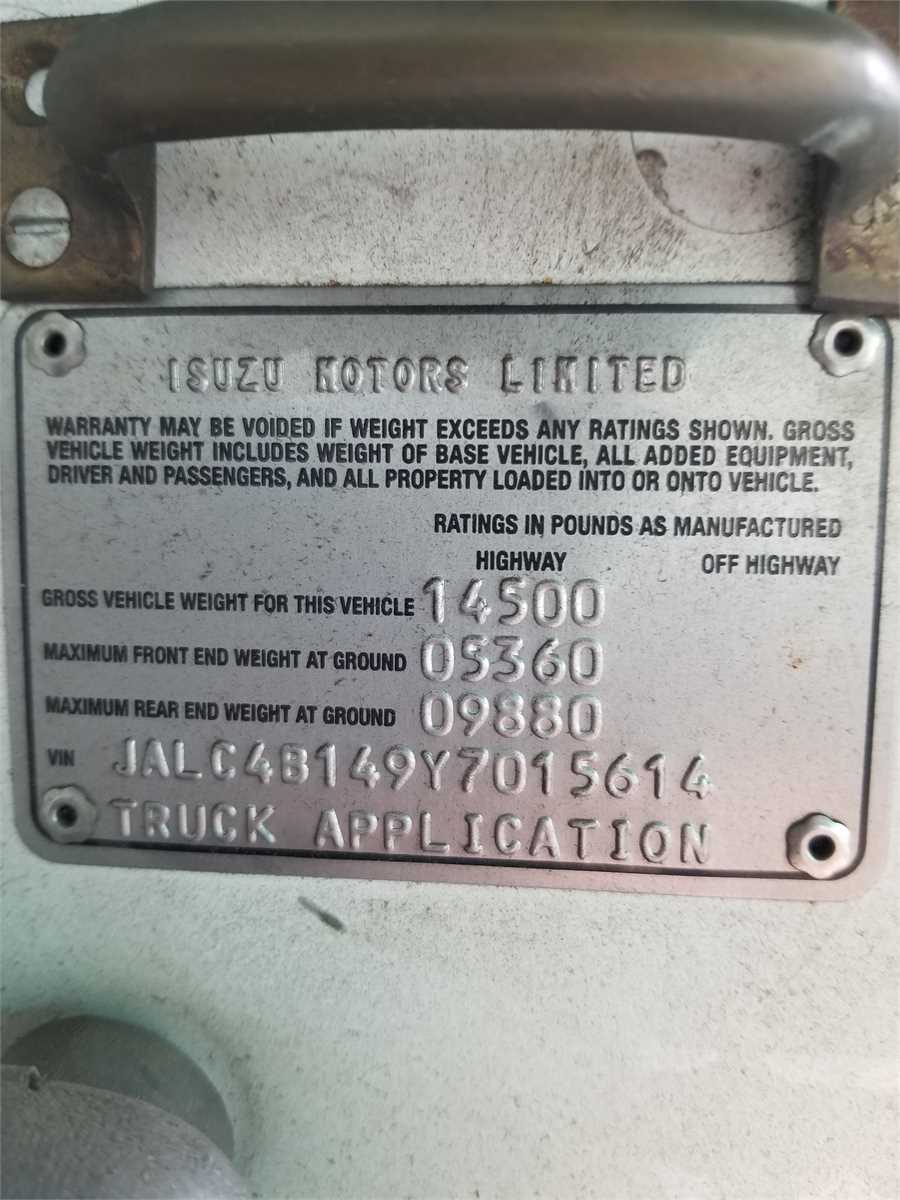 ISUZU MOTORS LIMITED
WARRANTY MAY BE VOIDED IF WEIGHT EXCEEDS ANY RATINGS SHOWN. GROSS
VEHICLE WEIGHT INCLUDES WEIGHT OF BASE VEHICLE, ALL ADDED EQUIPMENT,
DRIVER AND PASSENGERS, AND ALL PROPERTY LOADED INTO OR ONTO VEHICLE.
RATINGS IN POUNDS AS MANUFACTURED
HIGHWAY OFF HIGHWAY
GROSS VEHICLE WEIGHT FOR THIS VEHICLE 14500
MAXIMUM FRONT END WEIGHT AT GROUND 05360
MAXIMUM REAR END WEIGHT AT GROUND 09880
VIN JALC4B149Y7015614
TRUCK APPLICATION